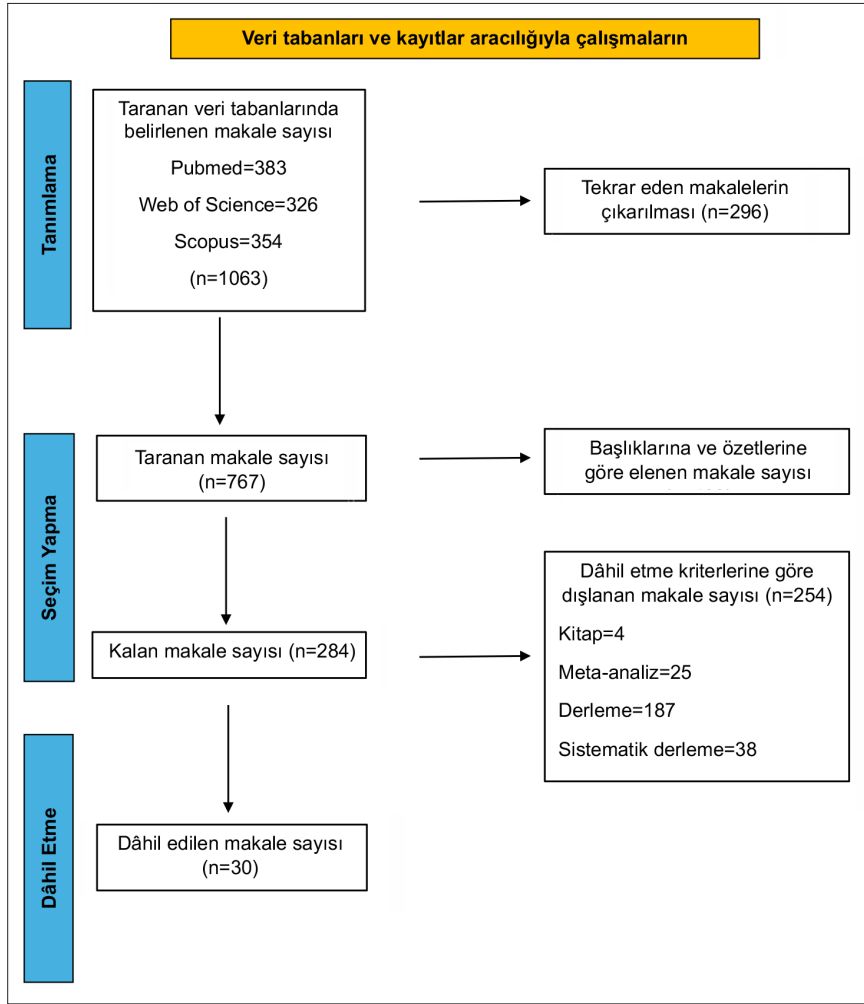 Veri tabanları ve kayıtlar aracılığıyla çalışmaların
Tanımlama
Taranan veri tabanlarında
belirlenen makale sayısı
Pubmed=383
Web of Science=326
Scopus=354
(n=1063)
Tekrar eden makalelerin
çıkarılması (n=296)
Seçim Yapma
Taranan makale sayısı
(n=767)
Başlıklarına ve özetlerine
göre elenen makale sayısı
Kalan makale sayısı (n=284)
Dâhil etme kriterlerine göre
dışlanan makale sayısı (n=254)
Kitap=4
Meta-analiz=25
Derleme=187
Sistematik derleme=38
Dâhil Etme
Dâhil edilen makale sayısı
(n=30)